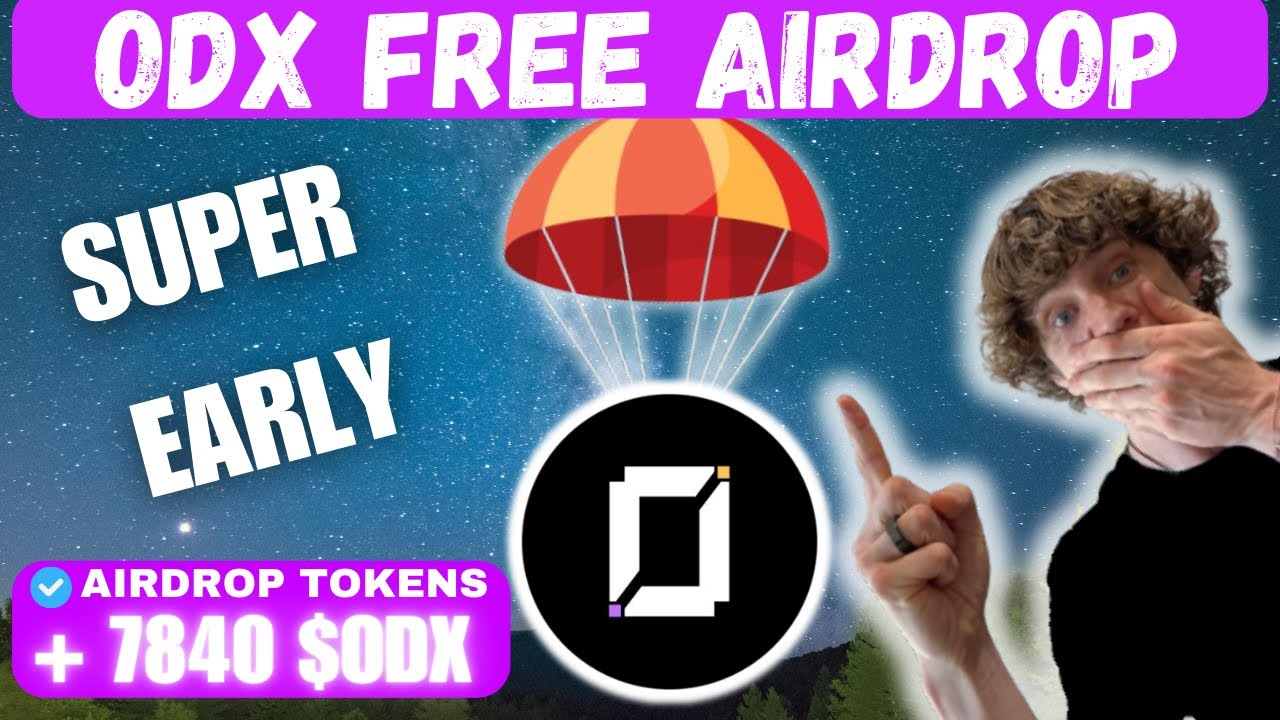 ODX FREE AIRDROP
SUPER
EARLY
AIRDROP TOKENS
+ 7840 $ODX